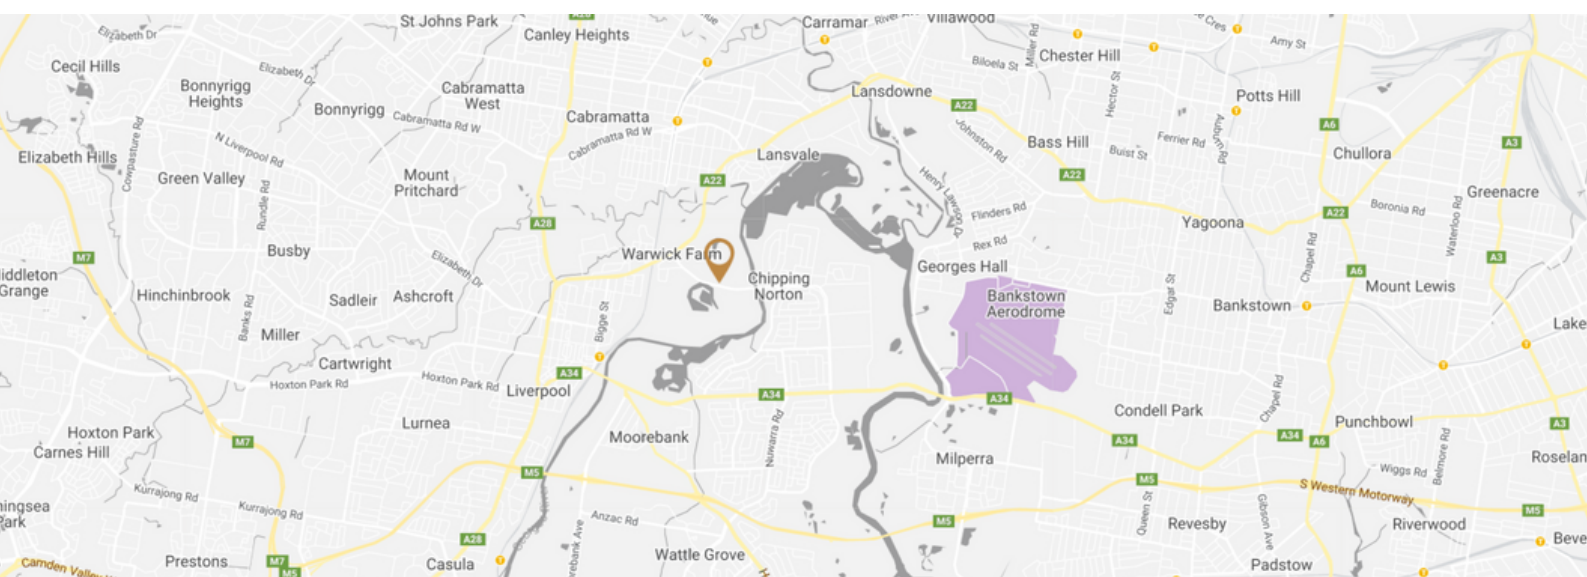 St Johns Park
Carramar
River Av
Villawood
Elizabeth Dr
Canley Heights
Amy St
Miller Rd
Chester Hill
Biloela St
Cecil Hills
Elizabeth Dr
Bonnyrigg
Heights
Cabramatta
West
Lansdowne
Hector St
Potts Hill
Bonnyrigg
Cabramatta Rd W
Cabramatta
A22
A6
Cowpasture Rd
N Liverpool Rd
Cabramatta Rd W
Johnston Rd
Bass Hill
Ferrier Rd
Auburn Rd
A3
Elizabeth Hills
Lansvale
Buist St
Chullora
Green Valley
Mount
Pritchard
A22
Henry Lawson Dr
A22
Greenacre
Rundle Rd
A28
Flinders Rd
Yagoona
A22
Boronia Rd
Waterloo Rd
M7
Busby
Elizabeth Dr
Warwick Farm
Rex Rd
Chapel Rd
A3
iddleton
Grange
Georges Hall
A6
Hinchinbrook
Sadleir
Ashcroft
Chipping
Norton
Bankstown
Aerodrome
Edgar St
Bankstown
Mount Lewis
Banks Rd
Miller
Bigge St
Lake
Cartwright
Hoxton Park Rd
Hoxton Park Rd
Liverpool
A34
A34
A34
Condell Park
Chapel Rd
Lurnea
Punchbowl
A3
Hoxton Park
M7
Moorebank
Nuwarra Rd
A34
A34
A6
Carnes Hill
M5
Milperra
M5
Wiggs Rd
Belmore Rd
Roselan
Kurrajong Rd
Kurrajong Rd
S Western Motorway
ningsea
Park
Anzac Rd
M5
Queen St
Revesby
Gibson Ave
Riverwood
M5
A28
rebank Ave
Wattle Grove
Beve
Camden Valley
Prestons
M7
M5
Casula
Padstow